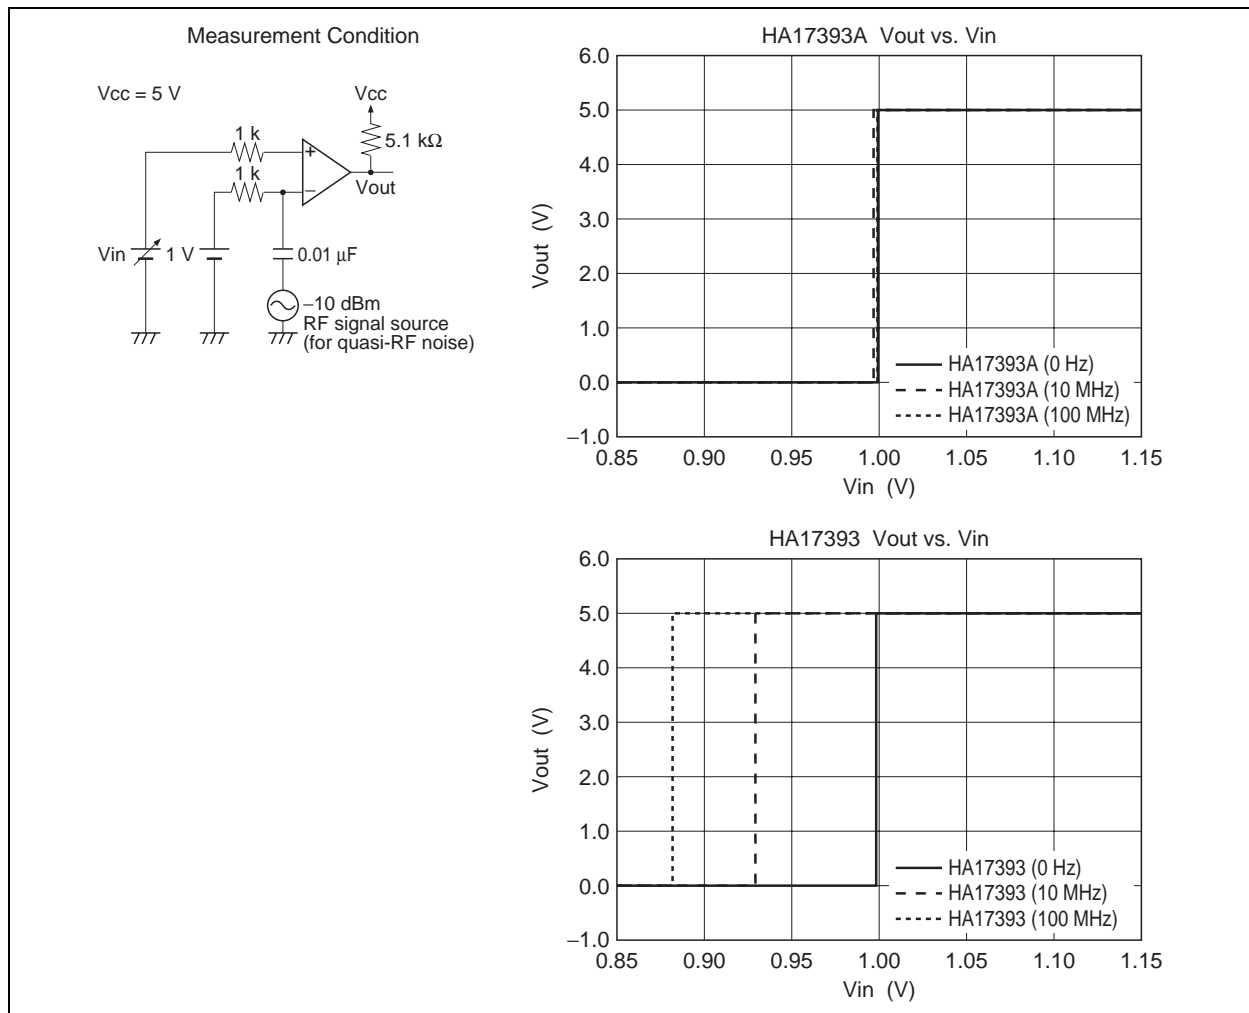 Measurement Condition
Vcc = 5 V
Vcc
5.1 kΩ
1 k
1 k
+
−
Vout
Vin
1 V
0.01 µF
−10 dBm
RF signal source
(for quasi-RF noise)
HA17393A Vout vs. Vin
6.0
5.0
4.0
3.0
2.0
1.0
0.0
−1.0
Vout (V)
HA17393A (0 Hz)
HA17393A (10 MHz)
HA17393A (100 MHz)
0.85 0.90 0.95 1.00 1.05 1.10 1.15
Vin (V)
HA17393 Vout vs. Vin
6.0
5.0
4.0
3.0
2.0
1.0
0.0
−1.0
Vout (V)
HA17393 (0 Hz)
HA17393 (10 MHz)
HA17393 (100 MHz)
0.85 0.90 0.95 1.00 1.05 1.10 1.15
Vin (V)